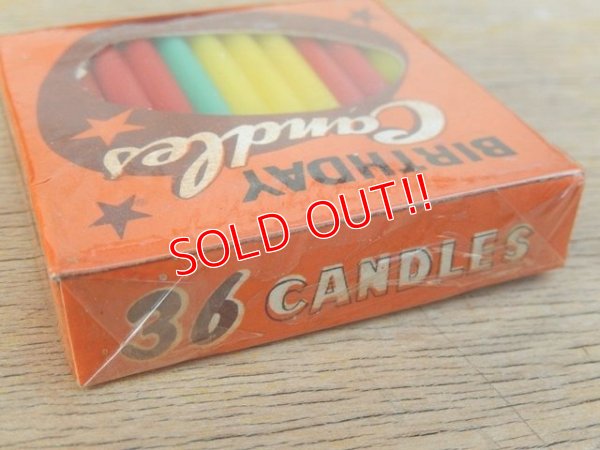 BIRTHDAY
Candles
SOLD OUT!!
36 CANDLES